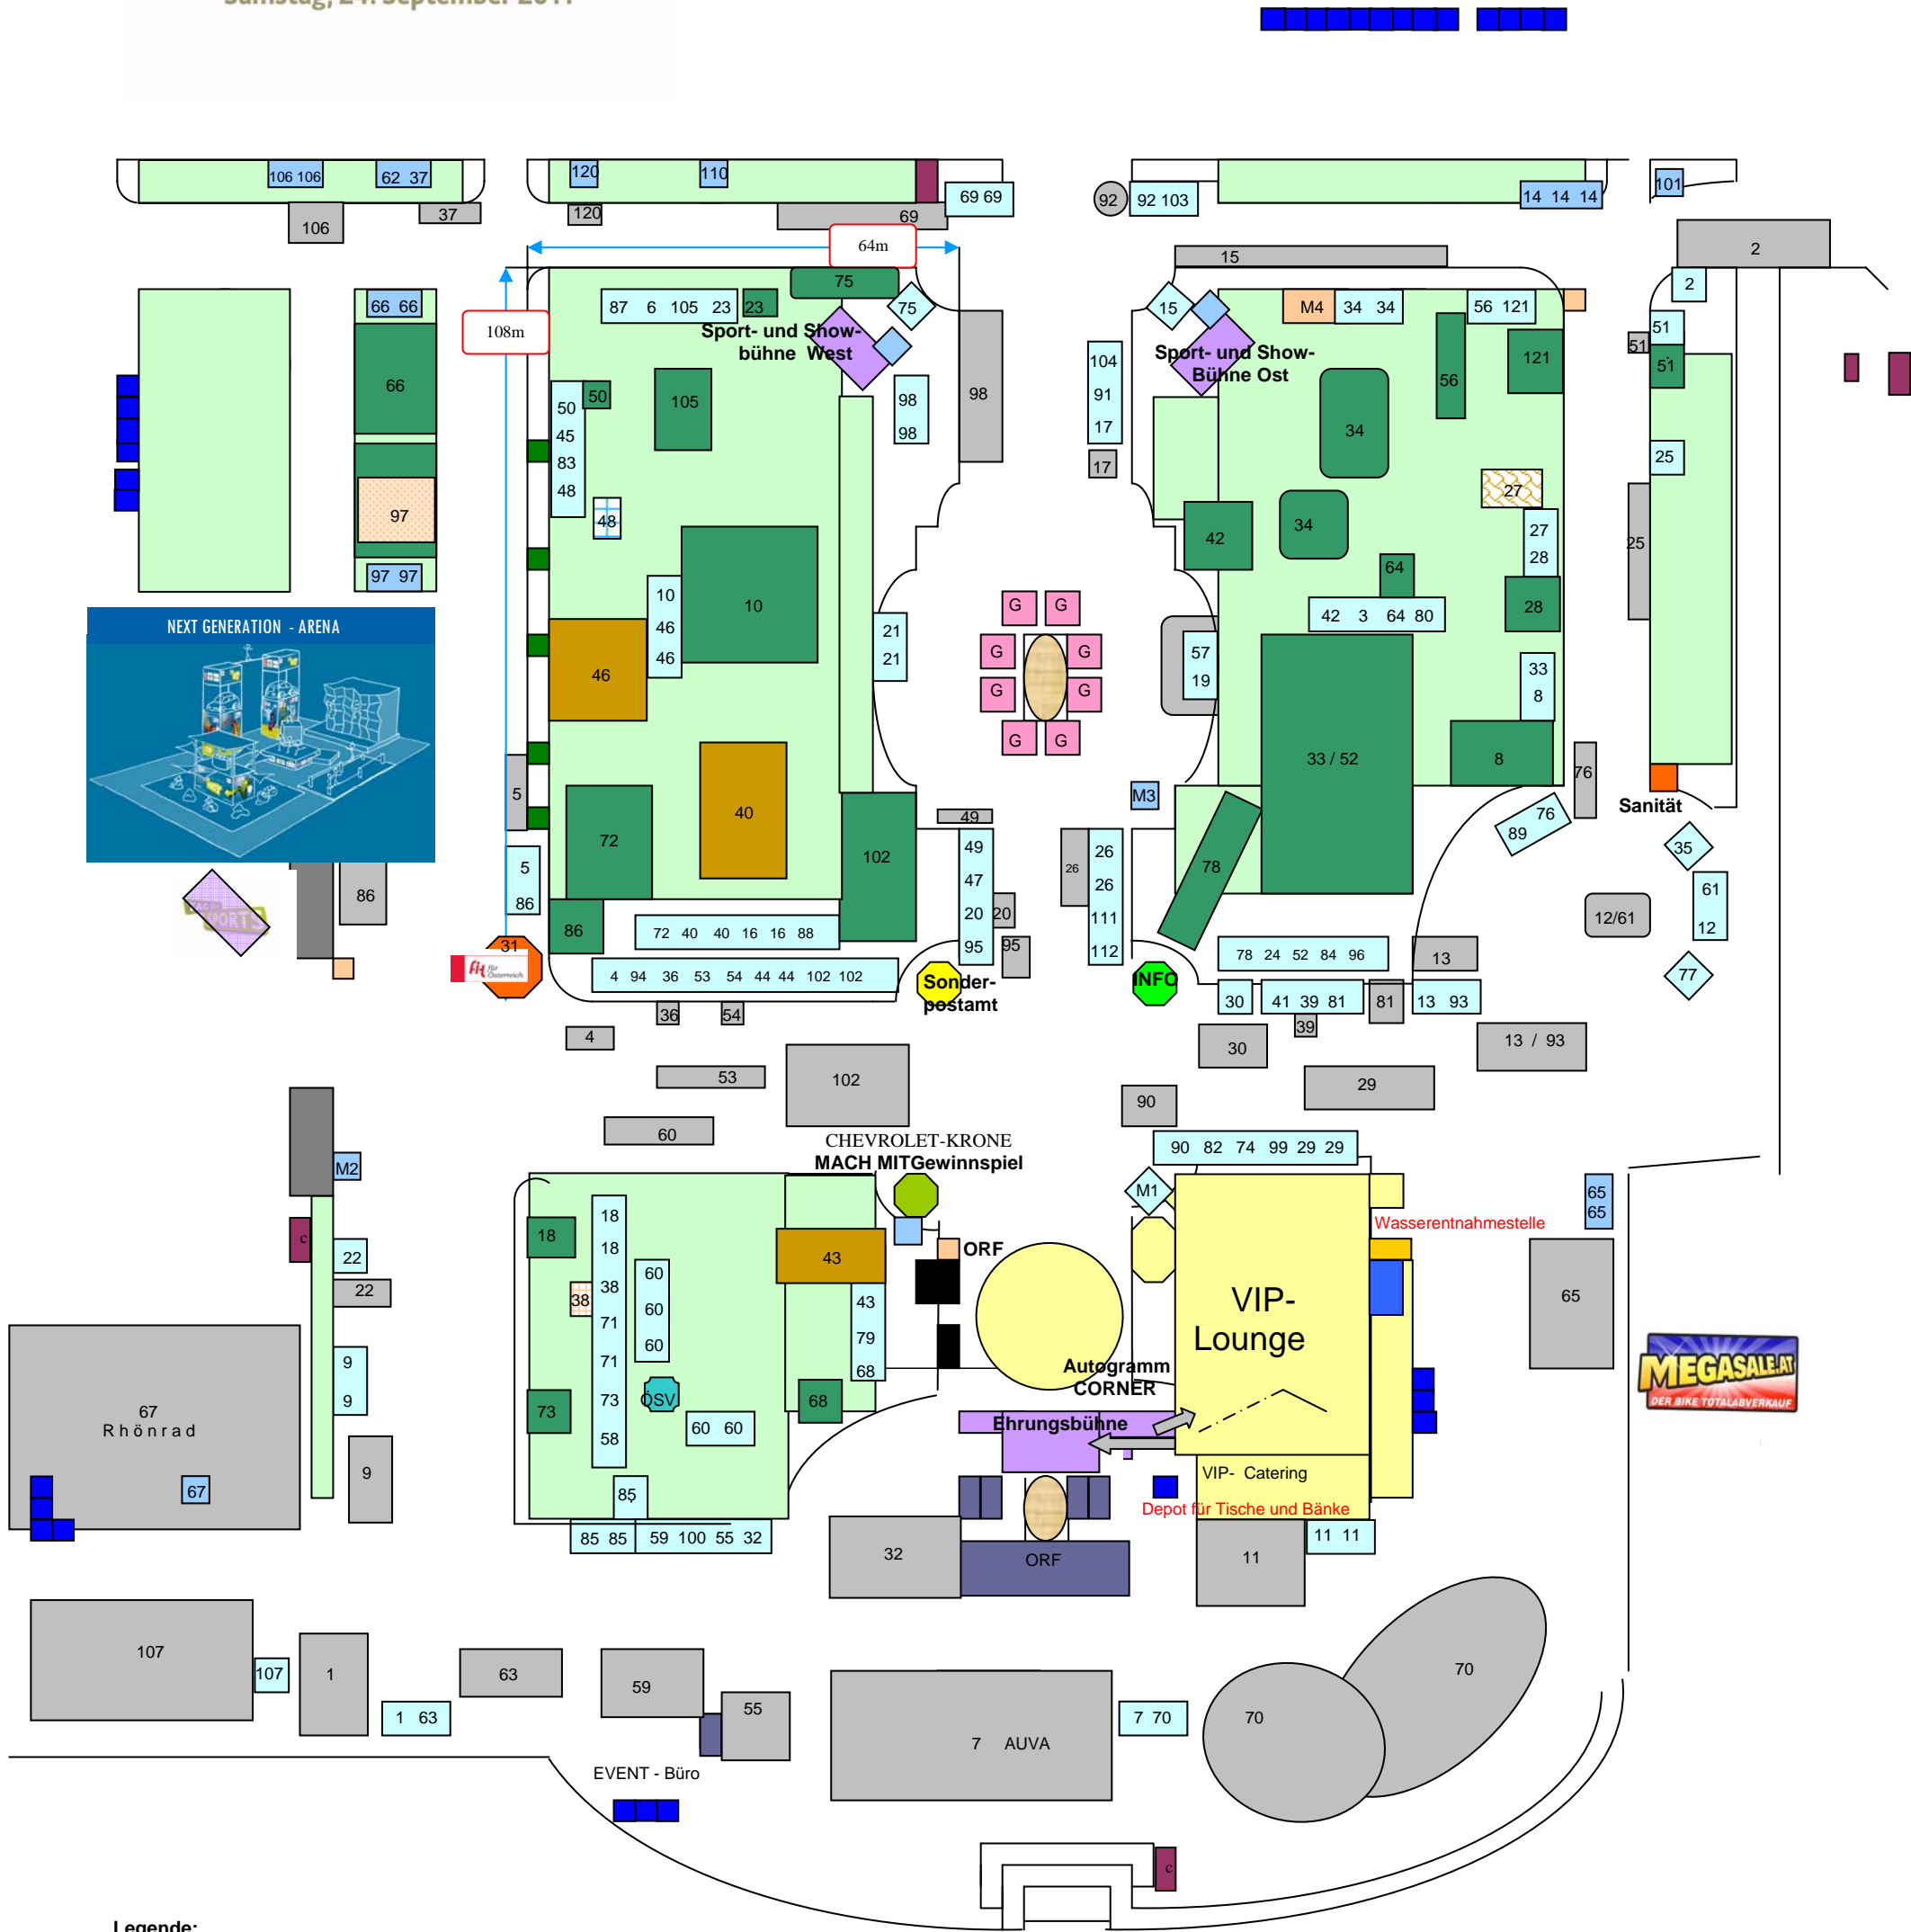 Samstag, 24. September 2011
106 106
62 37
120
110
69 69
92
92 103
14 14 14
101
106
37
120
69
64m
15
2
2
66 66
108m
87 6 105 23
23
75
75
15
M4
34 34
56 121
51
51
51
Sport- und Show-
bühne West
Sport- und Show-
Bühne Ost
66
50
45
83
48
50
105
98
98
98
104
91
17
17
34
56
121
25
25
97
97 97
48
10
46
46
10
46
21
21
42
34
27
27
28
64
42 3 64 80
28
G G
G G
G G
G G
57
19
33
8
33 / 52
8
76
NEXT GENERATION - ARENA
5
5
86
72
40
102
49
49
47
20
95
20
95
M3
26
26
26
111
112
78
76
89
Sanität
35
61
12
12/61
77
SPORTS
86
86
31
fit für
Österreich
72 40 40 16 16 88
4 94 36 53 54 44 44 102 102
Sonder-
postamt
INFO
78 24 52 84 96
13
30
41 39 81
81
13 93
36
54
4
39
30
13 / 93
53
102
29
60
90
CHEVROLET-KRONE
MACH MITGewinnspiel
90 82 74 99 29 29
M2
M1
65
65
c
22
22
18
18
18
38
71
71
73
58
38
60
60
60
43
43
79
68
ORF
Wasserentnahmestelle
VIP-
Lounge
65
MEGASALE.AT
DER BIKE TOTALABVERKAUF
67
Rhönrad
67
9
9
9
73
ÖSV
60 60
68
Autogramm
CORNER
Ehrungsbühne
VIP- Catering
Depot für Tische und Bänke
85
85 85
59 100 55 32
32
ORF
11
11 11
107
107
1
1 63
63
59
55
EVENT - Büro
7 AUVA
7 70
70
70
c
Legende: